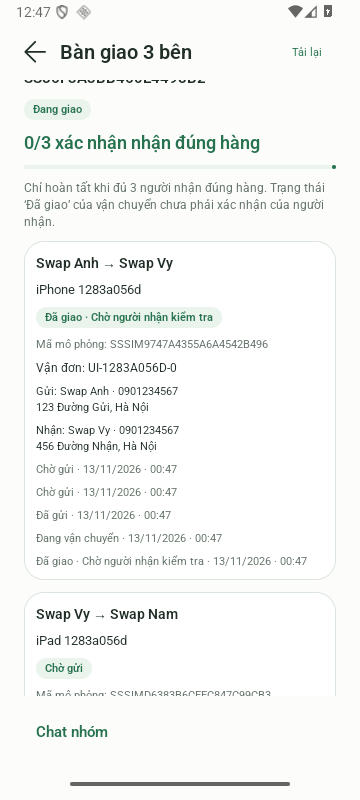 12:47
Bàn giao 3 bên
Tải lại
Đang giao
0/3 xác nhận nhận đúng hàng
Chỉ hoàn tất khi đủ 3 người nhận đúng hàng. Trạng thái
‘Đã giao’ của vận chuyển chưa phải xác nhận của người
nhận.
Swap Anh → Swap Vy
iPhone 1283a056d
Đã giao · Chờ người nhận kiểm tra
Mã mô phỏng: SSSIM9747A4355A6A4542B496
Vận đơn: UI-1283A056D-0
Gửi: Swap Anh · 0901234567
123 Đường Gửi, Hà Nội
Nhận: Swap Vy · 0901234567
456 Đường Nhận, Hà Nội
Chờ gửi · 13/11/2026 · 00:47
Chờ gửi · 13/11/2026 · 00:47
Đã gửi · 13/11/2026 · 00:47
Đang vận chuyển · 13/11/2026 · 00:47
Đã giao · Chờ người nhận kiểm tra · 13/11/2026 · 00:47
Swap Vy → Swap Nam
iPad 1283a056d
Chờ gửi
Mã mô phỏng: SSSIMD6383B6CFFC847C99CB3
Chat nhóm